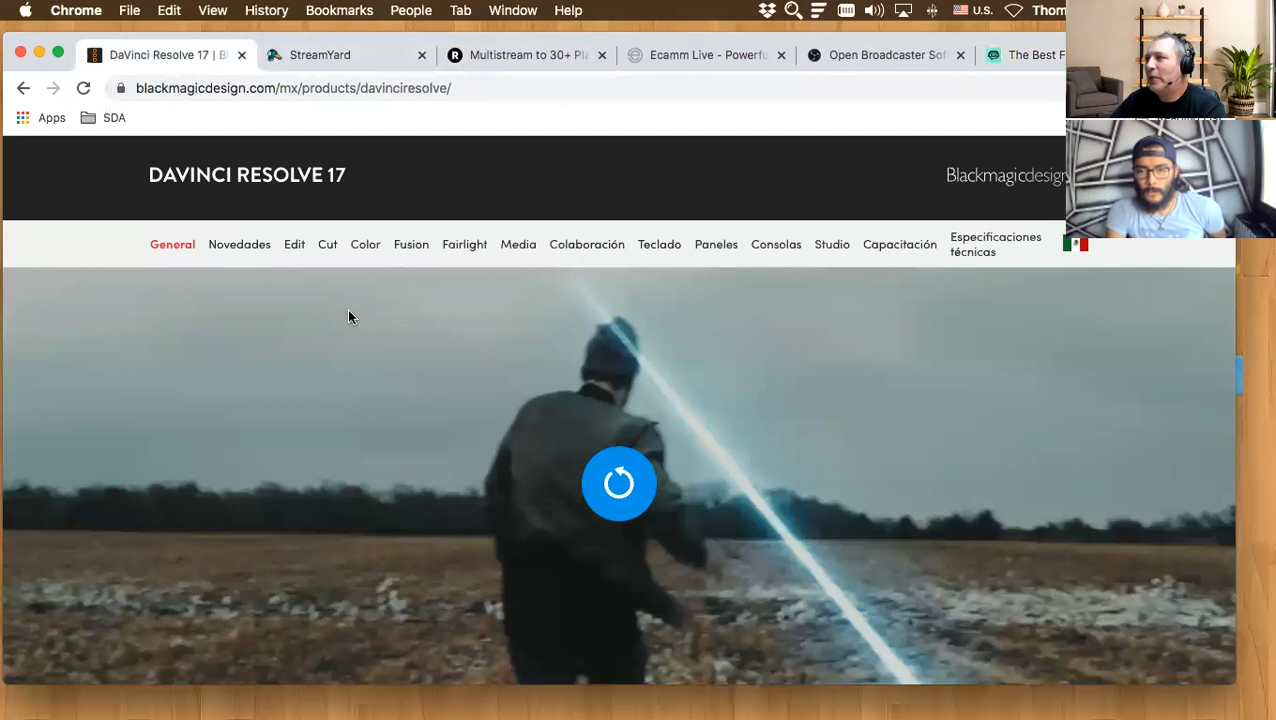 Chrome File Edit View History Bookmarks People Tab Window Help U.S. Thom
DaVinci Resolve 17 | B StreamYard Restream to 30+ Pla Ecamm Live - Powerfu Open Broadcaster Sof The Best F
blackmagicdesign.com/mx/products/davinciresolve/
Apps SDA
DAVINCI RESOLVE 17
Blackmagicdesign
General Novedades Edit Cut Color Fusion Fairlight Media Colaboración Teclado Paneles Consolas Studio Capacitación Especificaciones
técnicas